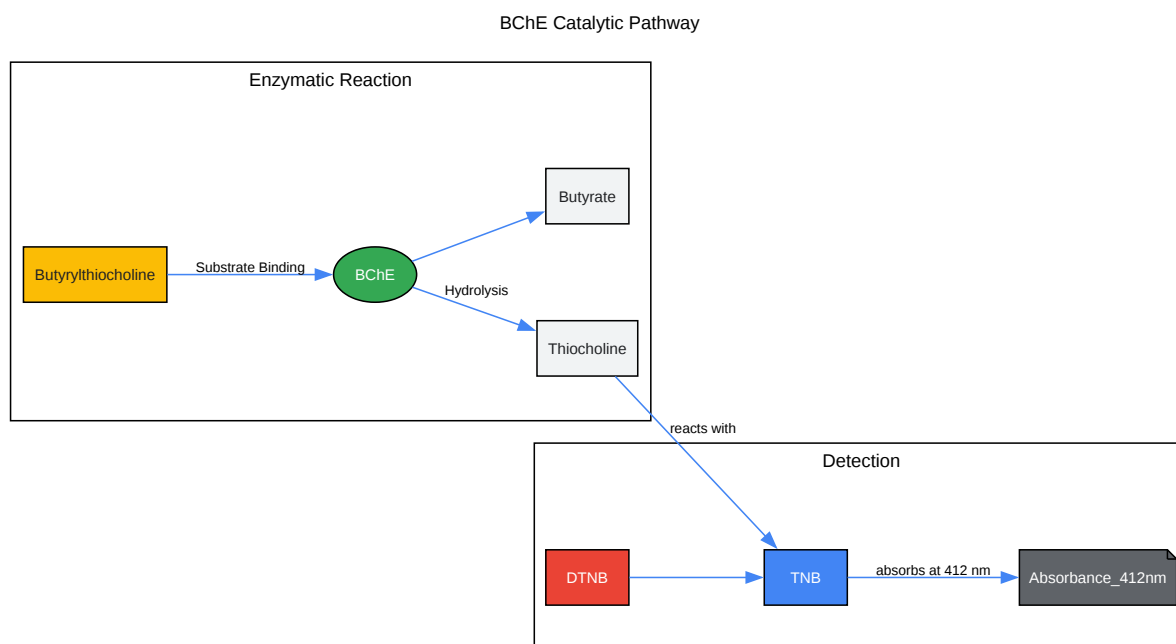 BChE Catalytic Pathway
Enzymatic Reaction
Butyrate
Butyrylthiocholine
Substrate Binding
BChE
Hydrolysis
Thiocholine
reacts with
Detection
DTNB
TNB
absorbs at 412 nm
Absorbance_412nm